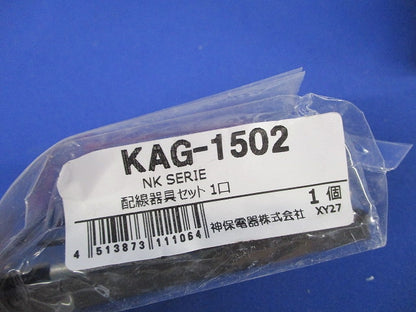 KAG-1502
NK SERIE
配線器具セット 1口
1 個
XY27
4 513873 111064
神保電器株式会社